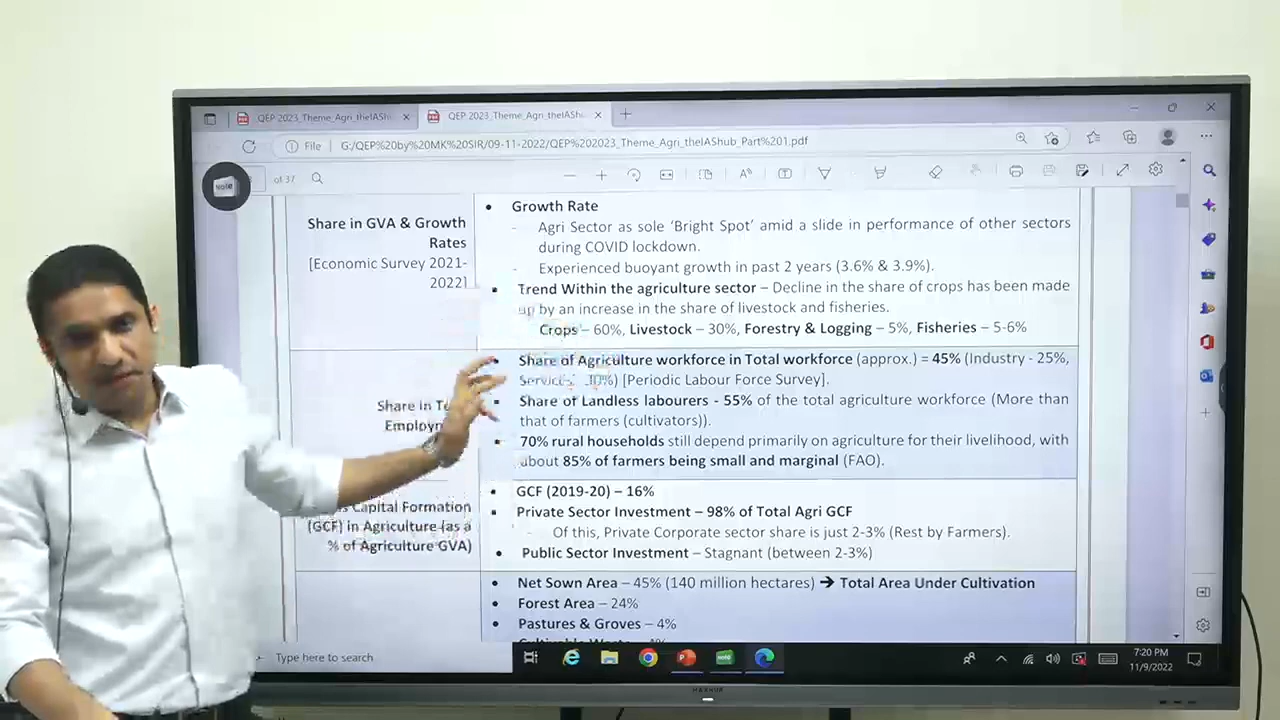 QEP 2023_Theme_Agri_theIASh
QEP 2023_Theme_Agri_theIASh
File
G:/QEP%20by%20MK%20SIR/09-11-2022/QEP%202023_Theme_Agri_theIAShub_Part%201.pdf
Note
of 37
Share in GVA & Growth
Rates
[Economic Survey 2021-
2022]
• Growth Rate
- Agri Sector as sole ‘Bright Spot’ amid a slide in performance of other sectors
during COVID lockdown.
- Experienced buoyant growth in past 2 years (3.6% & 3.9%).
Trend Within the agriculture sector – Decline in the share of crops has been made
up by an increase in the share of livestock and fisheries.
Crops – 60%, Livestock – 30%, Forestry & Logging – 5%, Fisheries – 5-6%
Share in
Employ
Share of Agriculture workforce in Total workforce (approx.) = 45% (Industry - 25%,
Services 30%) [Periodic Labour Force Survey].
Share of Landless labourers - 55% of the total agriculture workforce (More than
that of farmers (cultivators)).
70% rural households still depend primarily on agriculture for their livelihood, with
about 85% of farmers being small and marginal (FAO).
Capital Formation
(GCF) in Agriculture (as a
% of Agriculture GVA)
• GCF (2019-20) – 16%
• Private Sector Investment – 98% of Total Agri GCF
- Of this, Private Corporate sector share is just 2-3% (Rest by Farmers).
• Public Sector Investment – Stagnant (between 2-3%)
• Net Sown Area – 45% (140 million hectares) ➔ Total Area Under Cultivation
• Forest Area – 24%
• Pastures & Groves – 4%
Type here to search
7:20 PM
11/9/2022